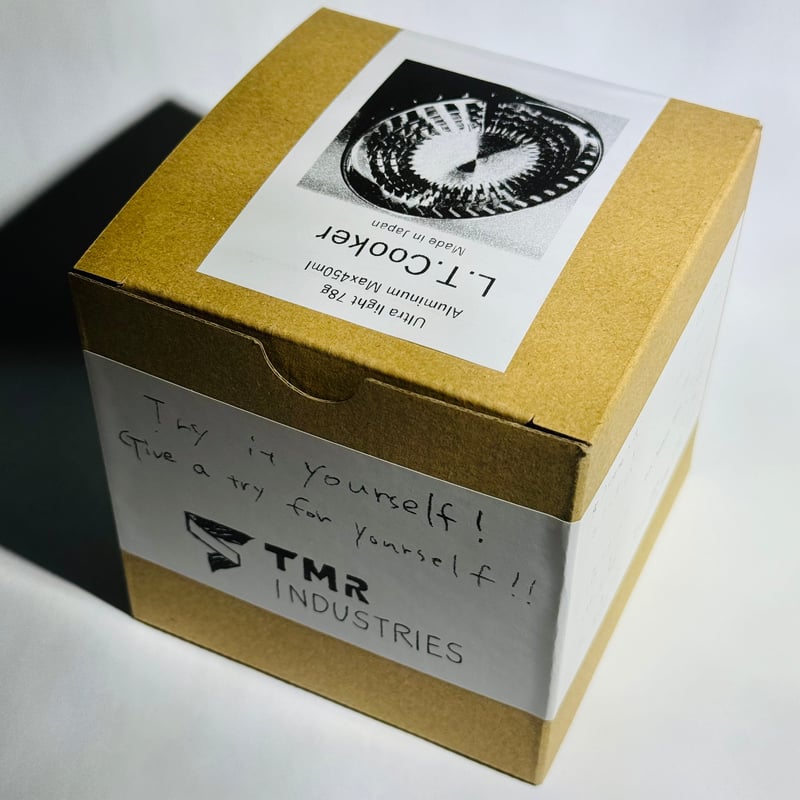 L.T.Cooker
Made in Japan
Aluminum Max450ml
Ultra light 78g
Try it yourself!
Give a try for yourself!!
TMR
INDUSTRIES